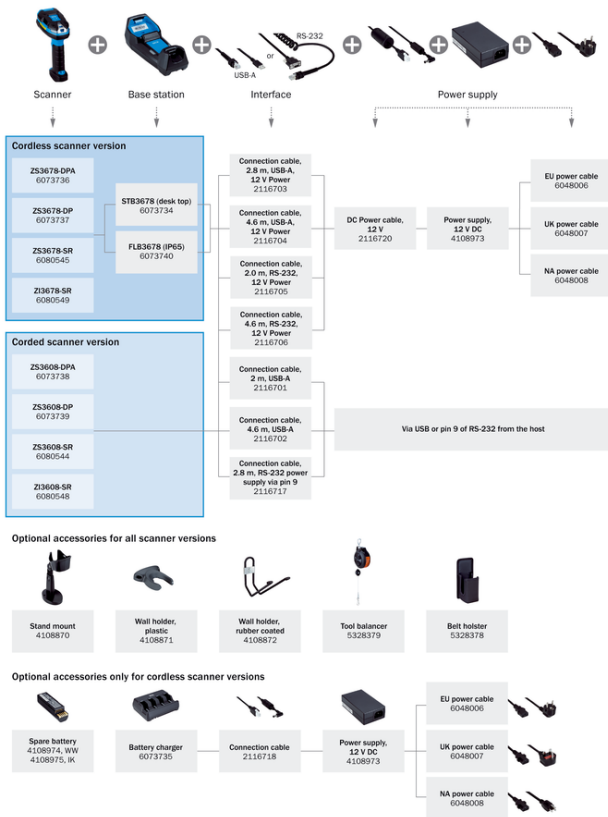 RS-232
or
USB-A
Scanner
Base station
Interface
Power supply
Cordless scanner version
ZS3678-DPA
6073736
ZS3678-DP
6073737
ZS3678-SR
6080545
ZI3678-SR
6080549
STB3678 (desk top)
6073734
FLB3678 (IP65)
6073740
Connection cable,
2.8 m, USB-A,
12 V Power
2116703
Connection cable,
4.6 m, USB-A,
12 V Power
2116704
Connection cable,
2.0 m, RS-232,
12 V Power
2116705
Connection cable,
4.6 m, RS-232,
12 V Power
2116706
DC Power cable,
12 V
2116720
Power supply,
12 V DC
4108973
EU power cable
6048006
UK power cable
6048007
NA power cable
6048008
Corded scanner version
ZS3608-DPA
6073738
ZS3608-DP
6073739
ZS3608-SR
6080544
ZI3608-SR
6080548
Connection cable,
2 m, USB-A
2116701
Connection cable,
4.6 m, USB-A
2116702
Connection cable,
2.8 m, RS-232 power
supply via pin 9
2116717
Via USB or pin 9 of RS-232 from the host
Optional accessories for all scanner versions
Stand mount
4108870
Wall holder,
plastic
4108871
Wall holder,
rubber coated
4108872
Tool balancer
5328379
Belt holster
5328378
Optional accessories only for cordless scanner versions
Spare battery
4108974, WW
4108975, IK
Battery charger
6073735
Connection cable
2116718
Power supply,
12 V DC
4108973
EU power cable
6048006
UK power cable
6048007
NA power cable
6048008